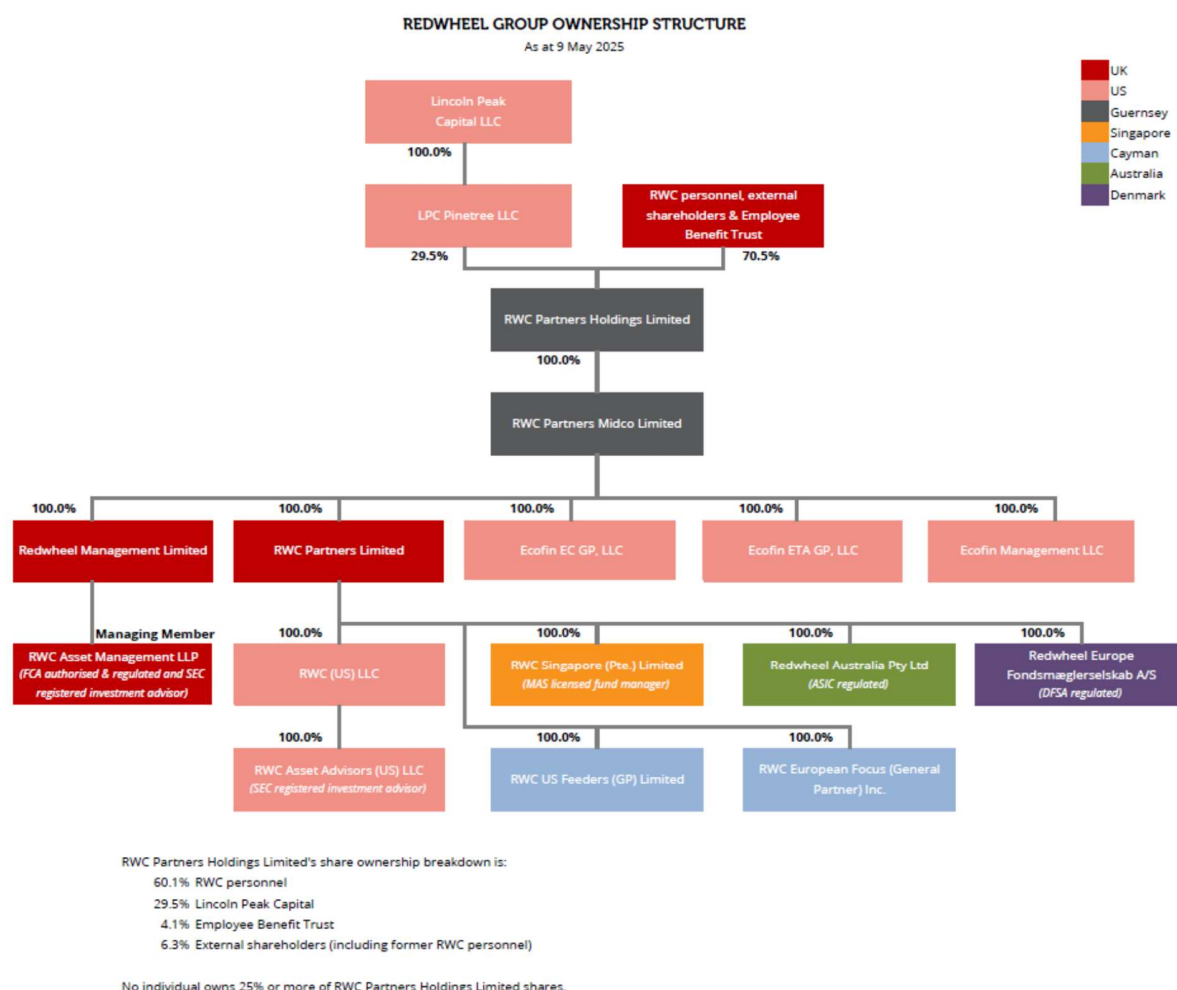 REDWHEEL GROUP OWNERSHIP STRUCTURE
As at 9 May 2025
UK
US
Guernsey
Singapore
Cayman
Australia
Denmark
Lincoln Peak
Capital LLC
100.0%
LPC Pinetree LLC
RWC personnel, external
shareholders & Employee
Benefit Trust
29.5%
70.5%
RWC Partners Holdings Limited
100.0%
RWC Partners Midco Limited
100.0%
100.0%
100.0%
100.0%
100.0%
Redwheel Management Limited
RWC Partners Limited
Ecofin EC GP, LLC
Ecofin ETA GP, LLC
Ecofin Management LLC
Managing Member
100.0%
100.0%
100.0%
100.0%
RWC Asset Management LLP
(FCA authorised & regulated and SEC
registered investment advisor)
RWC (US) LLC
RWC Singapore (Pte.) Limited
(MAS licensed fund manager)
Redwheel Australia Pty Ltd
(ASIC regulated)
Redwheel Europe
Fondsmæglerselskab A/S
(DFSA regulated)
100.0%
100.0%
100.0%
RWC Asset Advisors (US) LLC
(SEC registered investment advisor)
RWC US Feeders (GP) Limited
RWC European Focus (General
Partner) Inc.
RWC Partners Holdings Limited's share ownership breakdown is:
60.1% RWC personnel
29.5% Lincoln Peak Capital
4.1% Employee Benefit Trust
6.3% External shareholders (including former RWC personnel)
No individual owns 25% or more of RWC Partners Holdings Limited shares.